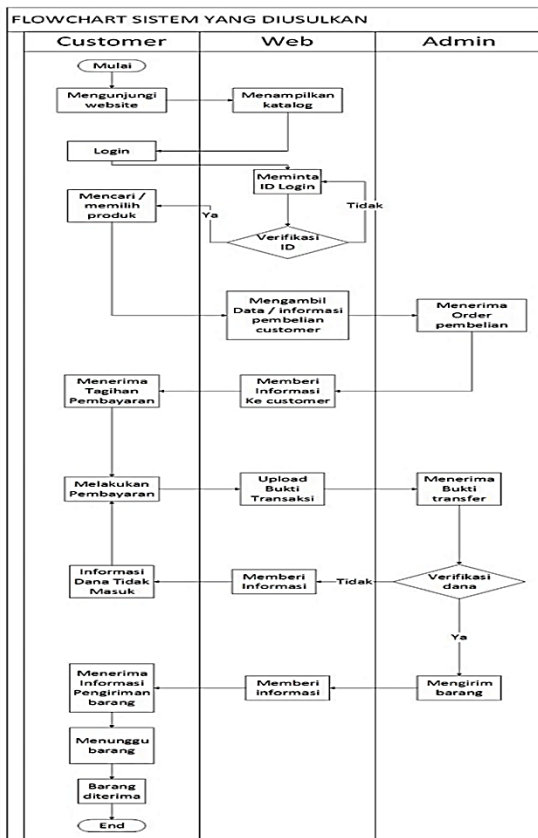 FLOWCHART SISTEM YANG DIUSULKAN
Customer
Web
Admin
Mulai
Mengunjungi
website
Menampilkan
katalog
Login
Meminta
ID Login
Mencari /
memilih
produk
Ya
Tidak
Verifikasi
ID
Mengambil
Data / informasi
pembelian
customer
Menerima
Order
pembelian
Menerima
Tagihan
Pembayaran
Memberi
Informasi
Ke customer
Melakukan
Pembayaran
Upload
Bukti
Transaksi
Menerima
Bukti
transfer
Informasi
Dana Tidak
Masuk
Memberi
Informasi
Tidak
Verifikasi
dana
Ya
Menerima
Informasi
Pengiriman
barang
Memberi
Informasi
Mengirim
barang
Menunggu
barang
Barang
diterima
End